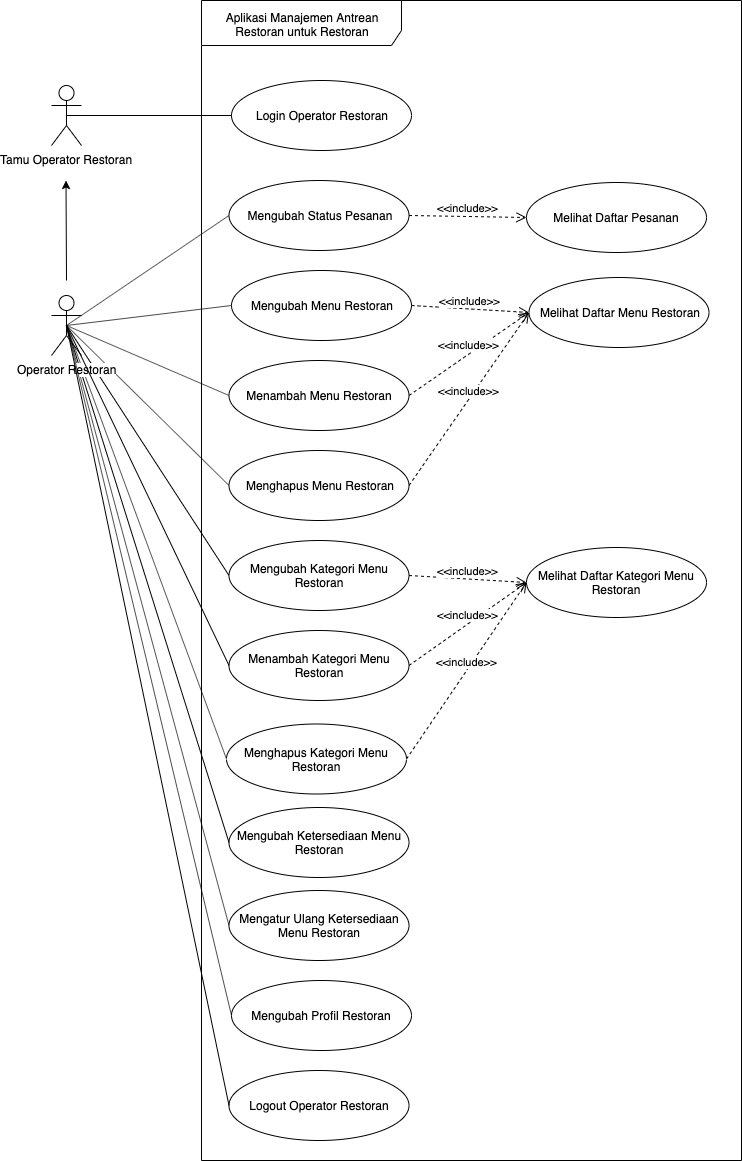 Aplikasi Manajemen Antrean
Restoran untuk Restoran
Login Operator Restoran
Tamu Operator Restoran
Mengubah Status Pesanan
<<include>>
Melihat Daftar Pesanan
Mengubah Menu Restoran
<<include>>
Melihat Daftar Menu Restoran
<<include>>
Operator Restoran
Menambah Menu Restoran
<<include>>
Menghapus Menu Restoran
Mengubah Kategori Menu
Restoran
<<include>>
Melihat Daftar Kategori Menu
Restoran
<<include>>
Menambah Kategori Menu
Restoran
<<include>>
Menghapus Kategori Menu
Restoran
Mengubah Ketersediaan Menu
Restoran
Mengatur Ulang Ketersediaan
Menu Restoran
Mengubah Profil Restoran
Logout Operator Restoran